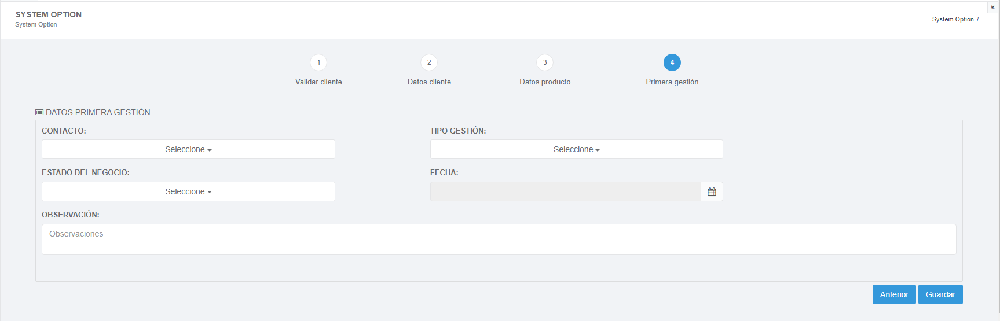 SYSTEM OPTION
System Option
System Option /
1 2 3 4
Validar cliente Datos cliente Datos producto Primera gestión
DATOS PRIMERA GESTIÓN
CONTACTO: TIPO GESTIÓN:
Seleccione Seleccione
ESTADO DEL NEGOCIO: FECHA:
Seleccione
OBSERVACIÓN:
Observaciones
Anterior Guardar